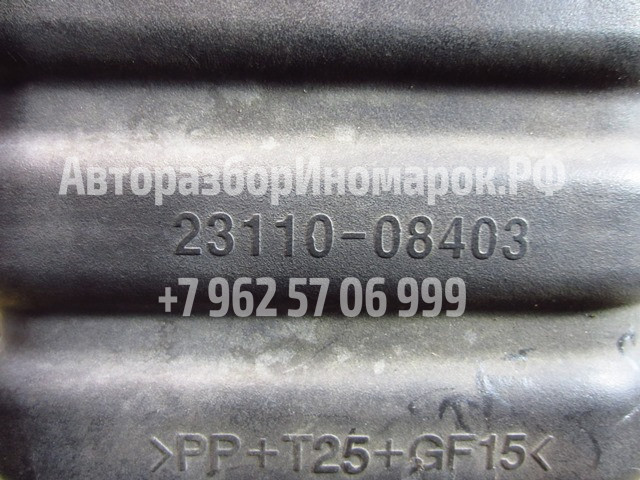 АвторазборИномарок.РФ
23110-08403
+7 962 57 06 999
>PP+T25+GF15<